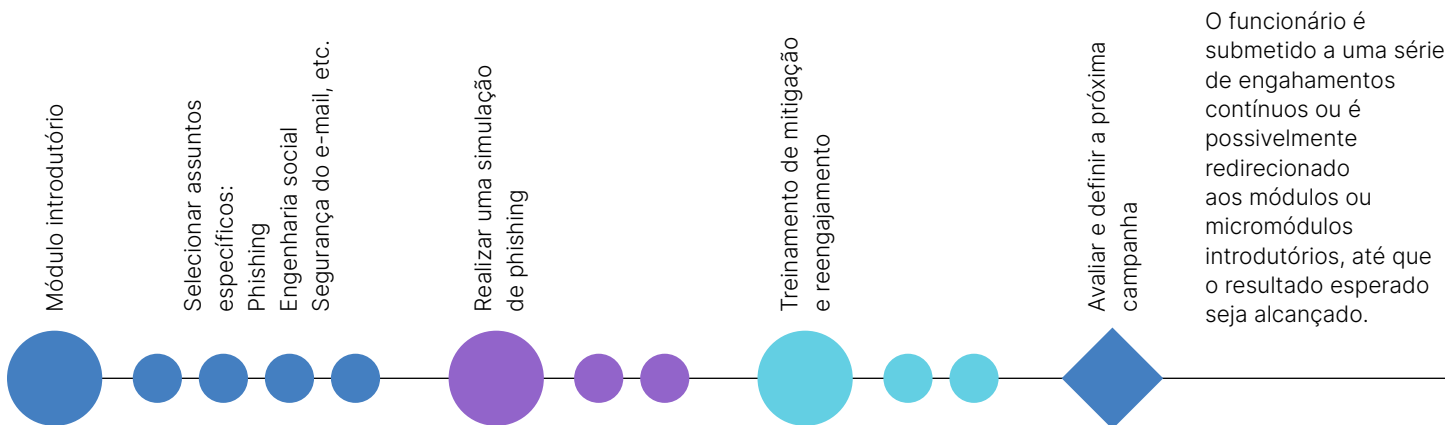 Módulo introdutório
Selecionar assuntos
específicos:
Phishing
Engenharia social
Segurança do e-mail, etc.
Realizar uma simulação
de phishing
Treinamento de mitigação
e reengajamento
Avaliar e definir a próxima
campanha
O funcionário é
submetido a uma série
de engahamentos
contínuos ou é
possivelmente
redirecionado
aos módulos ou
micromódulos
introdutórios, até que
o resultado esperado
seja alcançado.